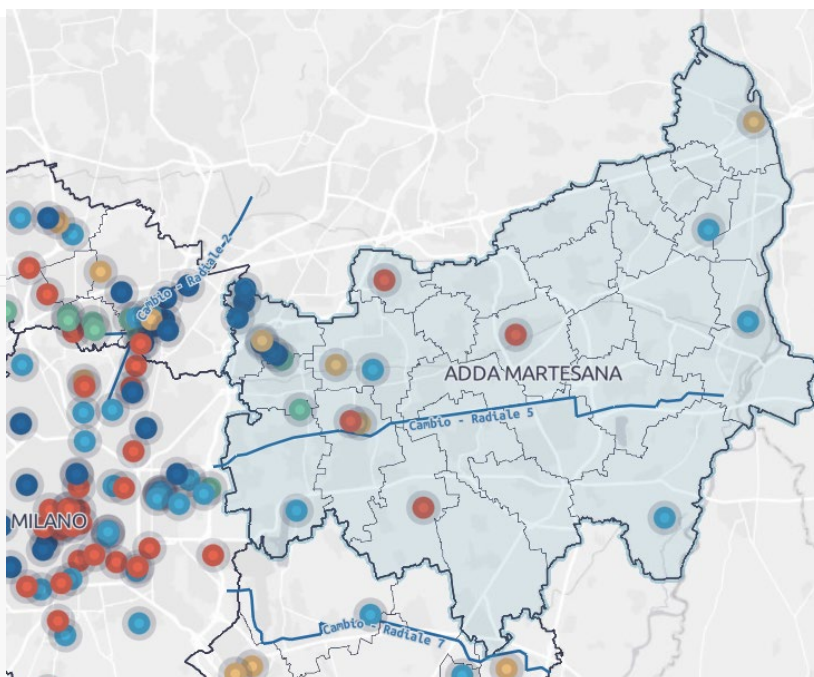 Cambio - Radiale 2
ADDA MARTESANA
Cambio - Radiale 5
MILANO
Cambio - Radiale 7